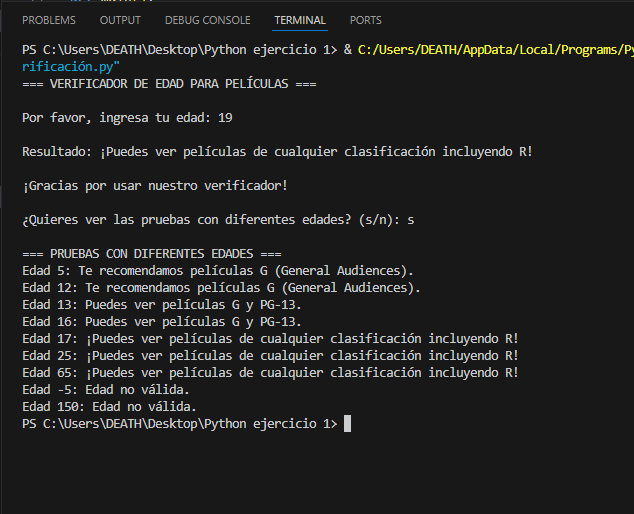 PROBLEMS OUTPUT DEBUG CONSOLE TERMINAL PORTS
PS C:\Users\DEATH\Desktop\Python ejercicio 1> & C:/Users/DEATH/AppData/Local/Programs/Py
rificación.py"
=== VERIFICADOR DE EDAD PARA PELÍCULAS ===
Por favor, ingresa tu edad: 19
Resultado: ¡Puedes ver películas de cualquier clasificación incluyendo R!
¡Gracias por usar nuestro verificador!
¿Quieres ver las pruebas con diferentes edades? (s/n): s
=== PRUEBAS CON DIFERENTES EDADES ===
Edad 5: Te recomendamos películas G (General Audiences).
Edad 12: Te recomendamos películas G (General Audiences).
Edad 13: Puedes ver películas G y PG-13.
Edad 16: Puedes ver películas G y PG-13.
Edad 17: ¡Puedes ver películas de cualquier clasificación incluyendo R!
Edad 25: ¡Puedes ver películas de cualquier clasificación incluyendo R!
Edad 65: ¡Puedes ver películas de cualquier clasificación incluyendo R!
Edad -5: Edad no válida.
Edad 150: Edad no válida.
PS C:\Users\DEATH\Desktop\Python ejercicio 1>